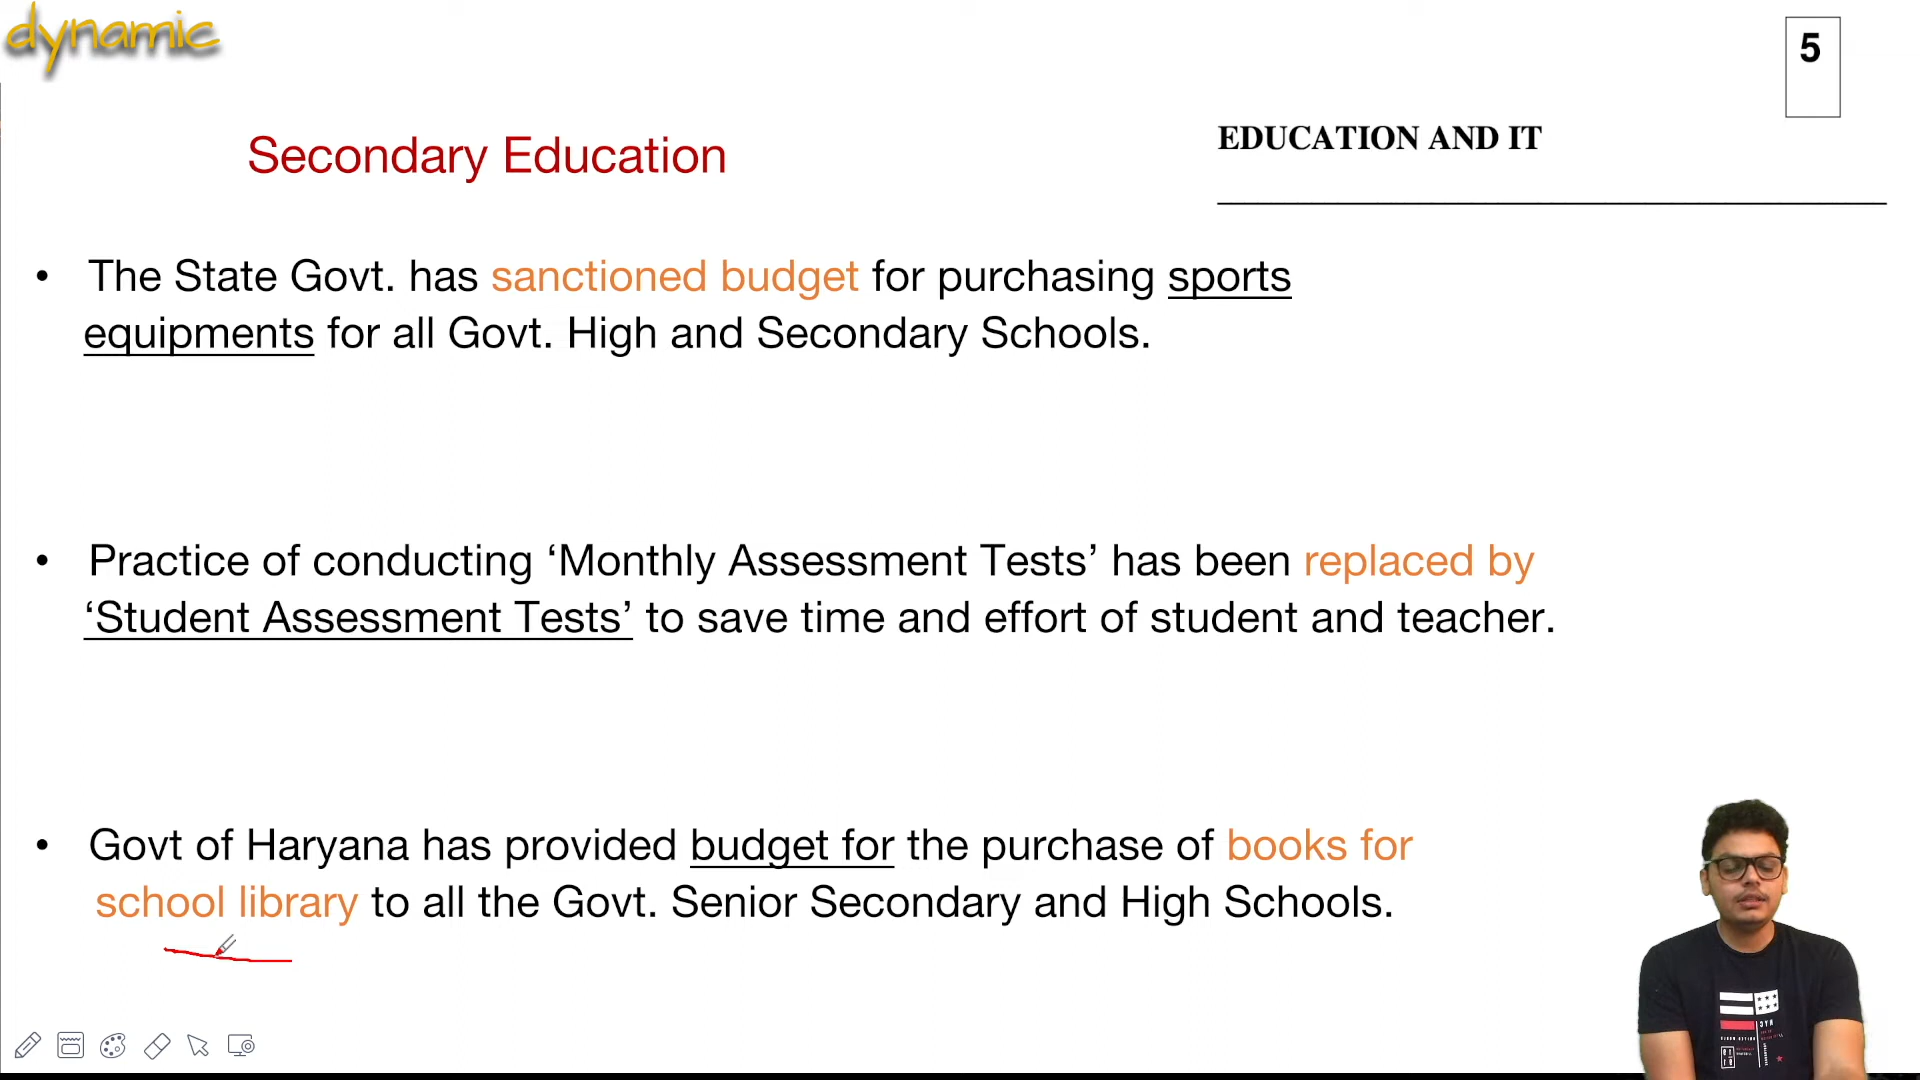 dynamic
5
EDUCATION AND IT
Secondary Education
• The State Govt. has sanctioned budget for purchasing sports
equipments for all Govt. High and Secondary Schools.
• Practice of conducting ‘Monthly Assessment Tests’ has been replaced by
‘Student Assessment Tests’ to save time and effort of student and teacher.
• Govt of Haryana has provided budget for the purchase of books for
school library to all the Govt. Senior Secondary and High Schools.